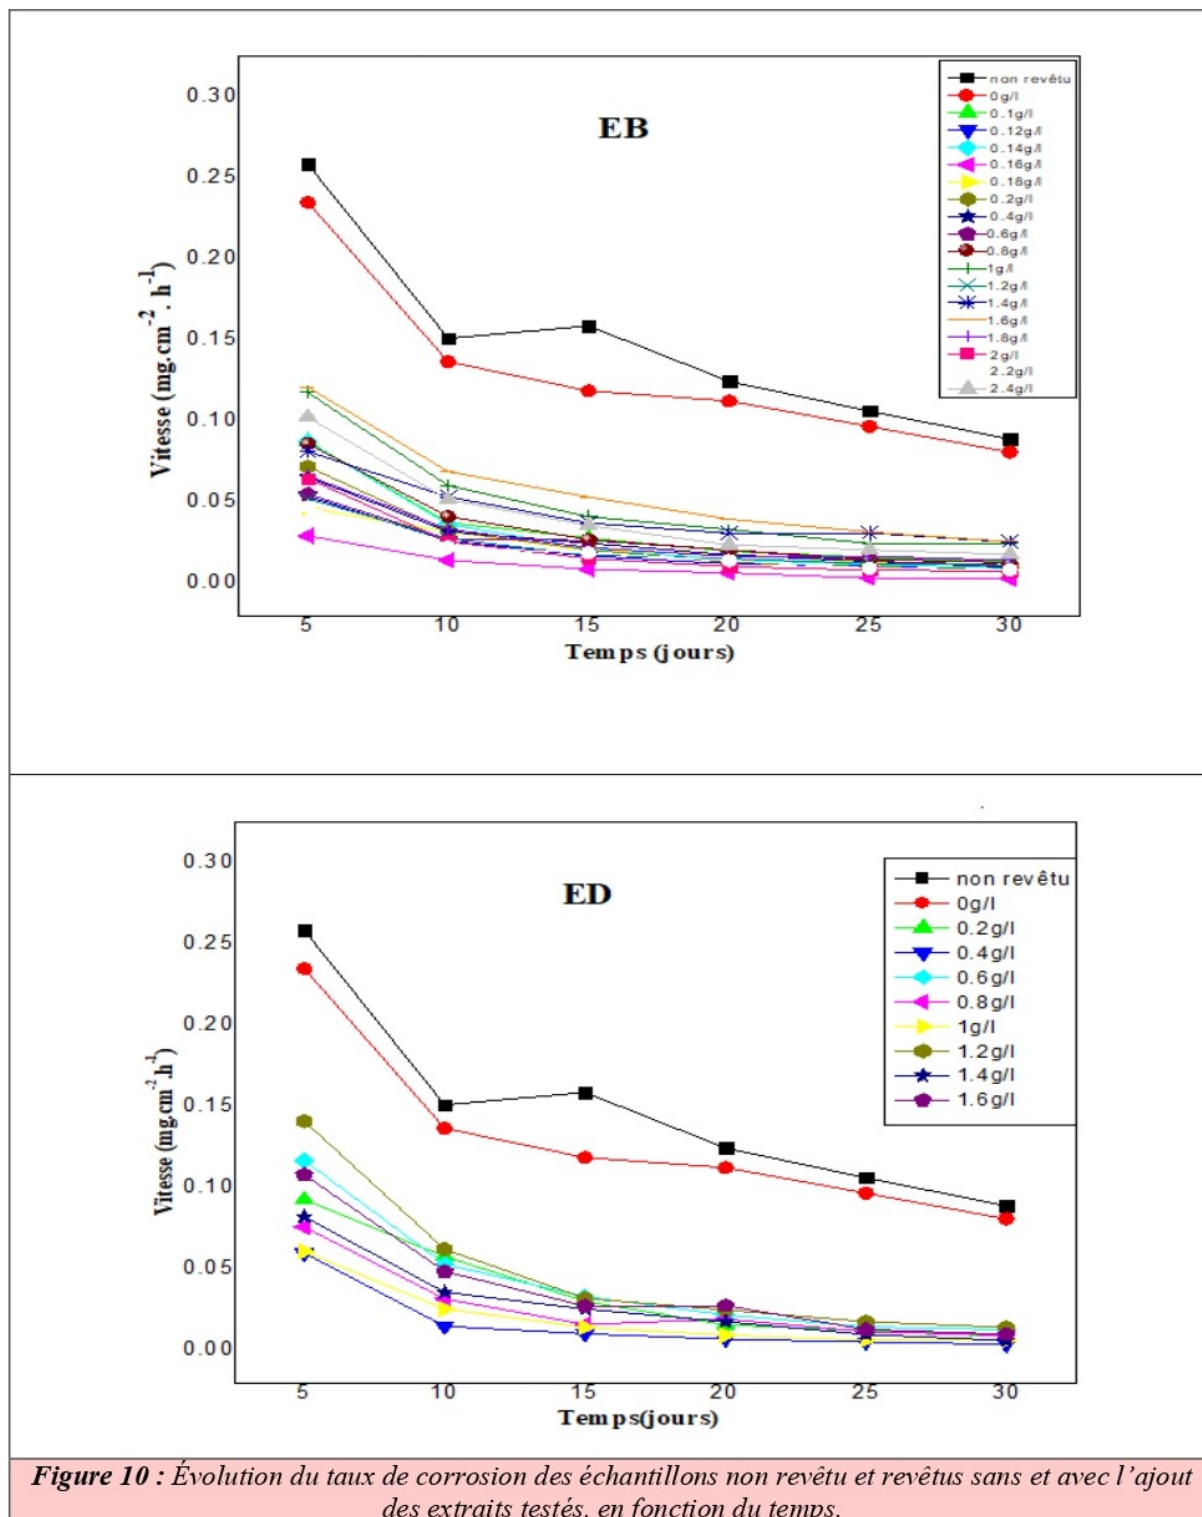 EB
0.30
0.25
0.20
0.15
0.10
0.05
0.00
Vitesse (mg.cm⁻². h⁻¹)
5 10 15 20 25 30
Temps (jours)
non revêtu
0g/l
0.1g/l
0.12g/l
0.14g/l
0.16g/l
0.18g/l
0.2g/l
0.4g/l
0.6g/l
0.8g/l
1g/l
1.2g/l
1.4g/l
1.6g/l
1.8g/l
2g/l
2.2g/l
2.4g/l
ED
0.30
0.25
0.20
0.15
0.10
0.05
0.00
Vitesse (mg.cm⁻².h⁻¹)
5 10 15 20 25 30
Temps(jours)
non revêtu
0g/l
0.2g/l
0.4g/l
0.6g/l
0.8g/l
1g/l
1.2g/l
1.4g/l
1.6g/l
Figure 10 : Évolution du taux de corrosion des échantillons non revêtu et revêtus sans et avec l’ajout
des extraits testés, en fonction du temps.